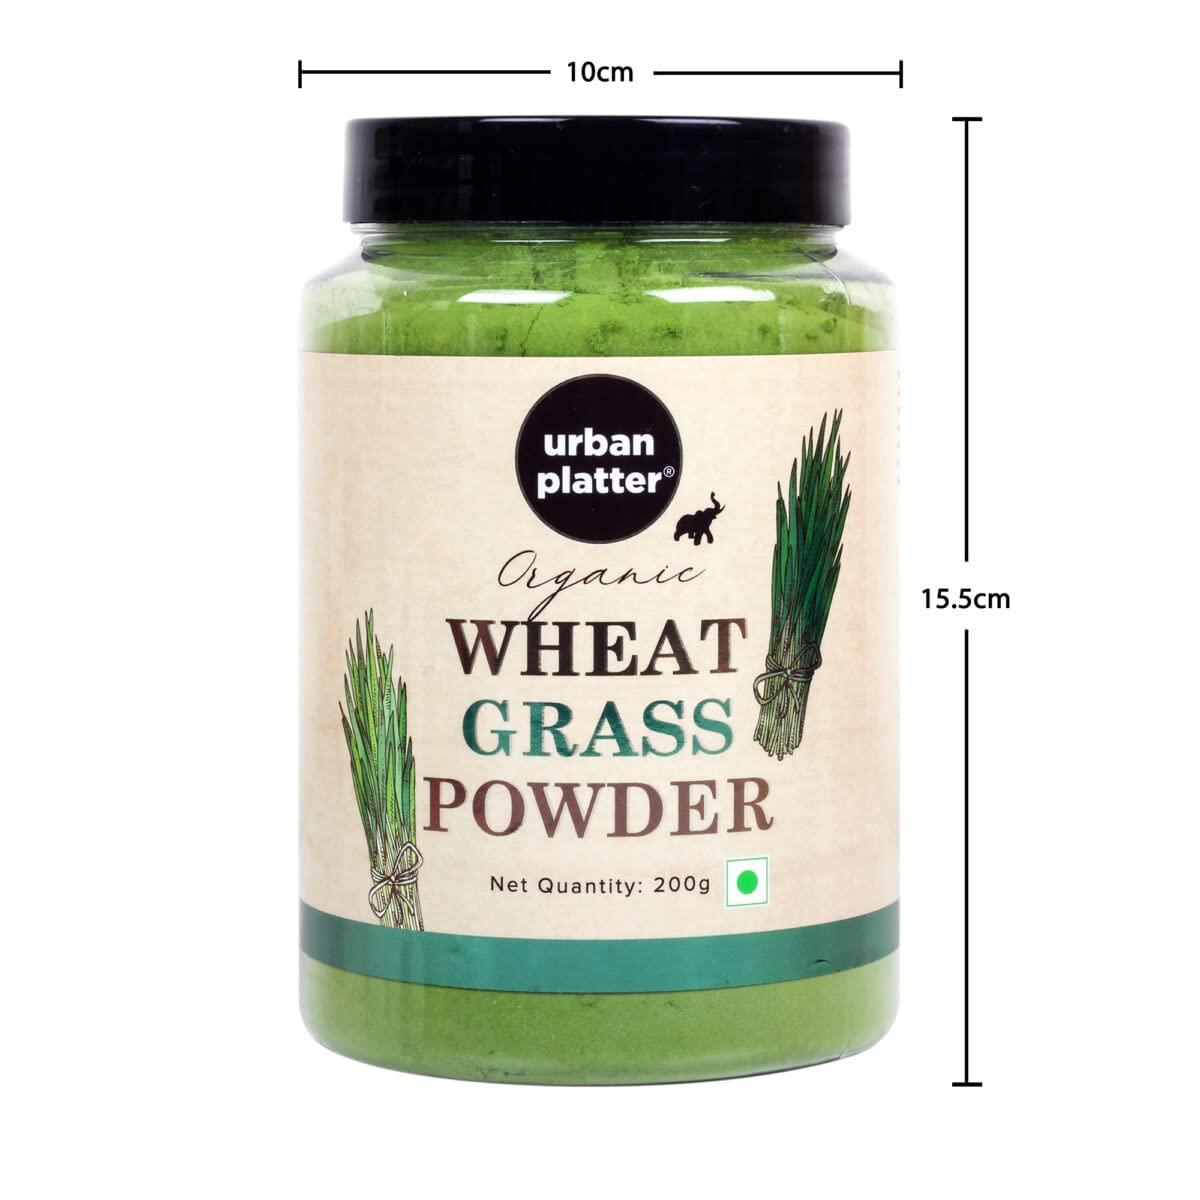 10cm
urban
platter®
Organic
WHEAT
GRASS
POWDER
Net Quantity: 200g
15.5cm